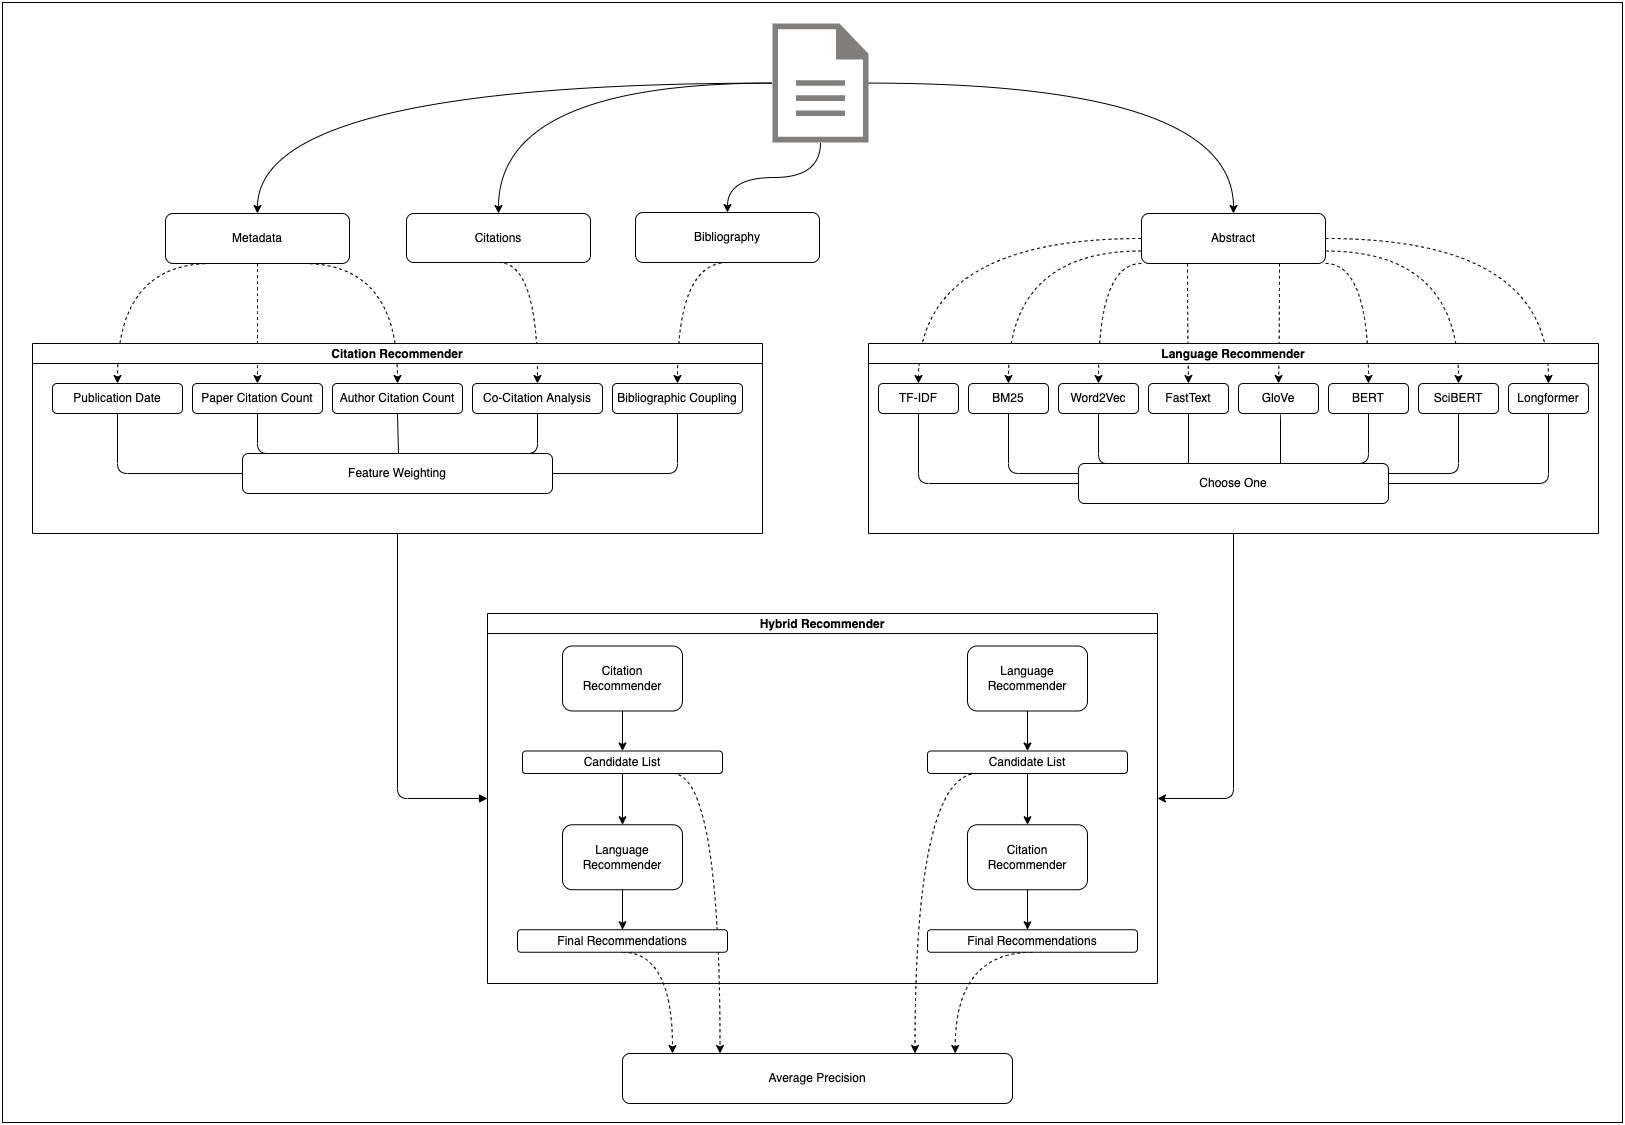 Metadata
Citations
Bibliography
Abstract
Citation Recommender
Publication Date
Paper Citation Count
Author Citation Count
Co-Citation Analysis
Bibliographic Coupling
Feature Weighting
Language Recommender
TF-IDF
BM25
Word2Vec
FastText
GloVe
BERT
SciBERT
Longformer
Choose One
Hybrid Recommender
Citation
Recommender
Candidate List
Language
Recommender
Final Recommendations
Language
Recommender
Candidate List
Citation
Recommender
Final Recommendations
Average Precision